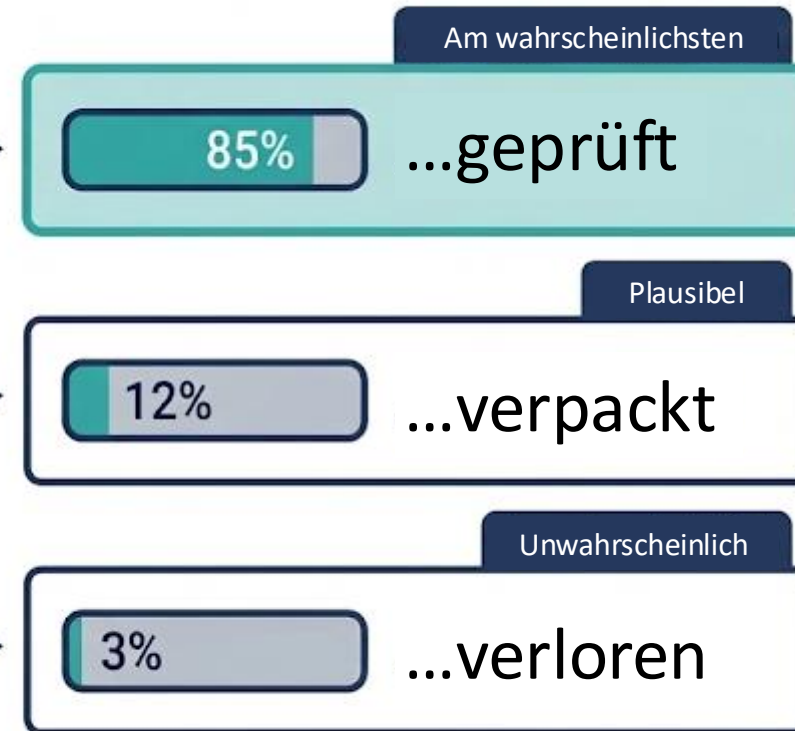 Am wahrscheinlichsten
85% ...geprüft
Plausibel
12% ...verpackt
Unwahrscheinlich
3% ...verloren